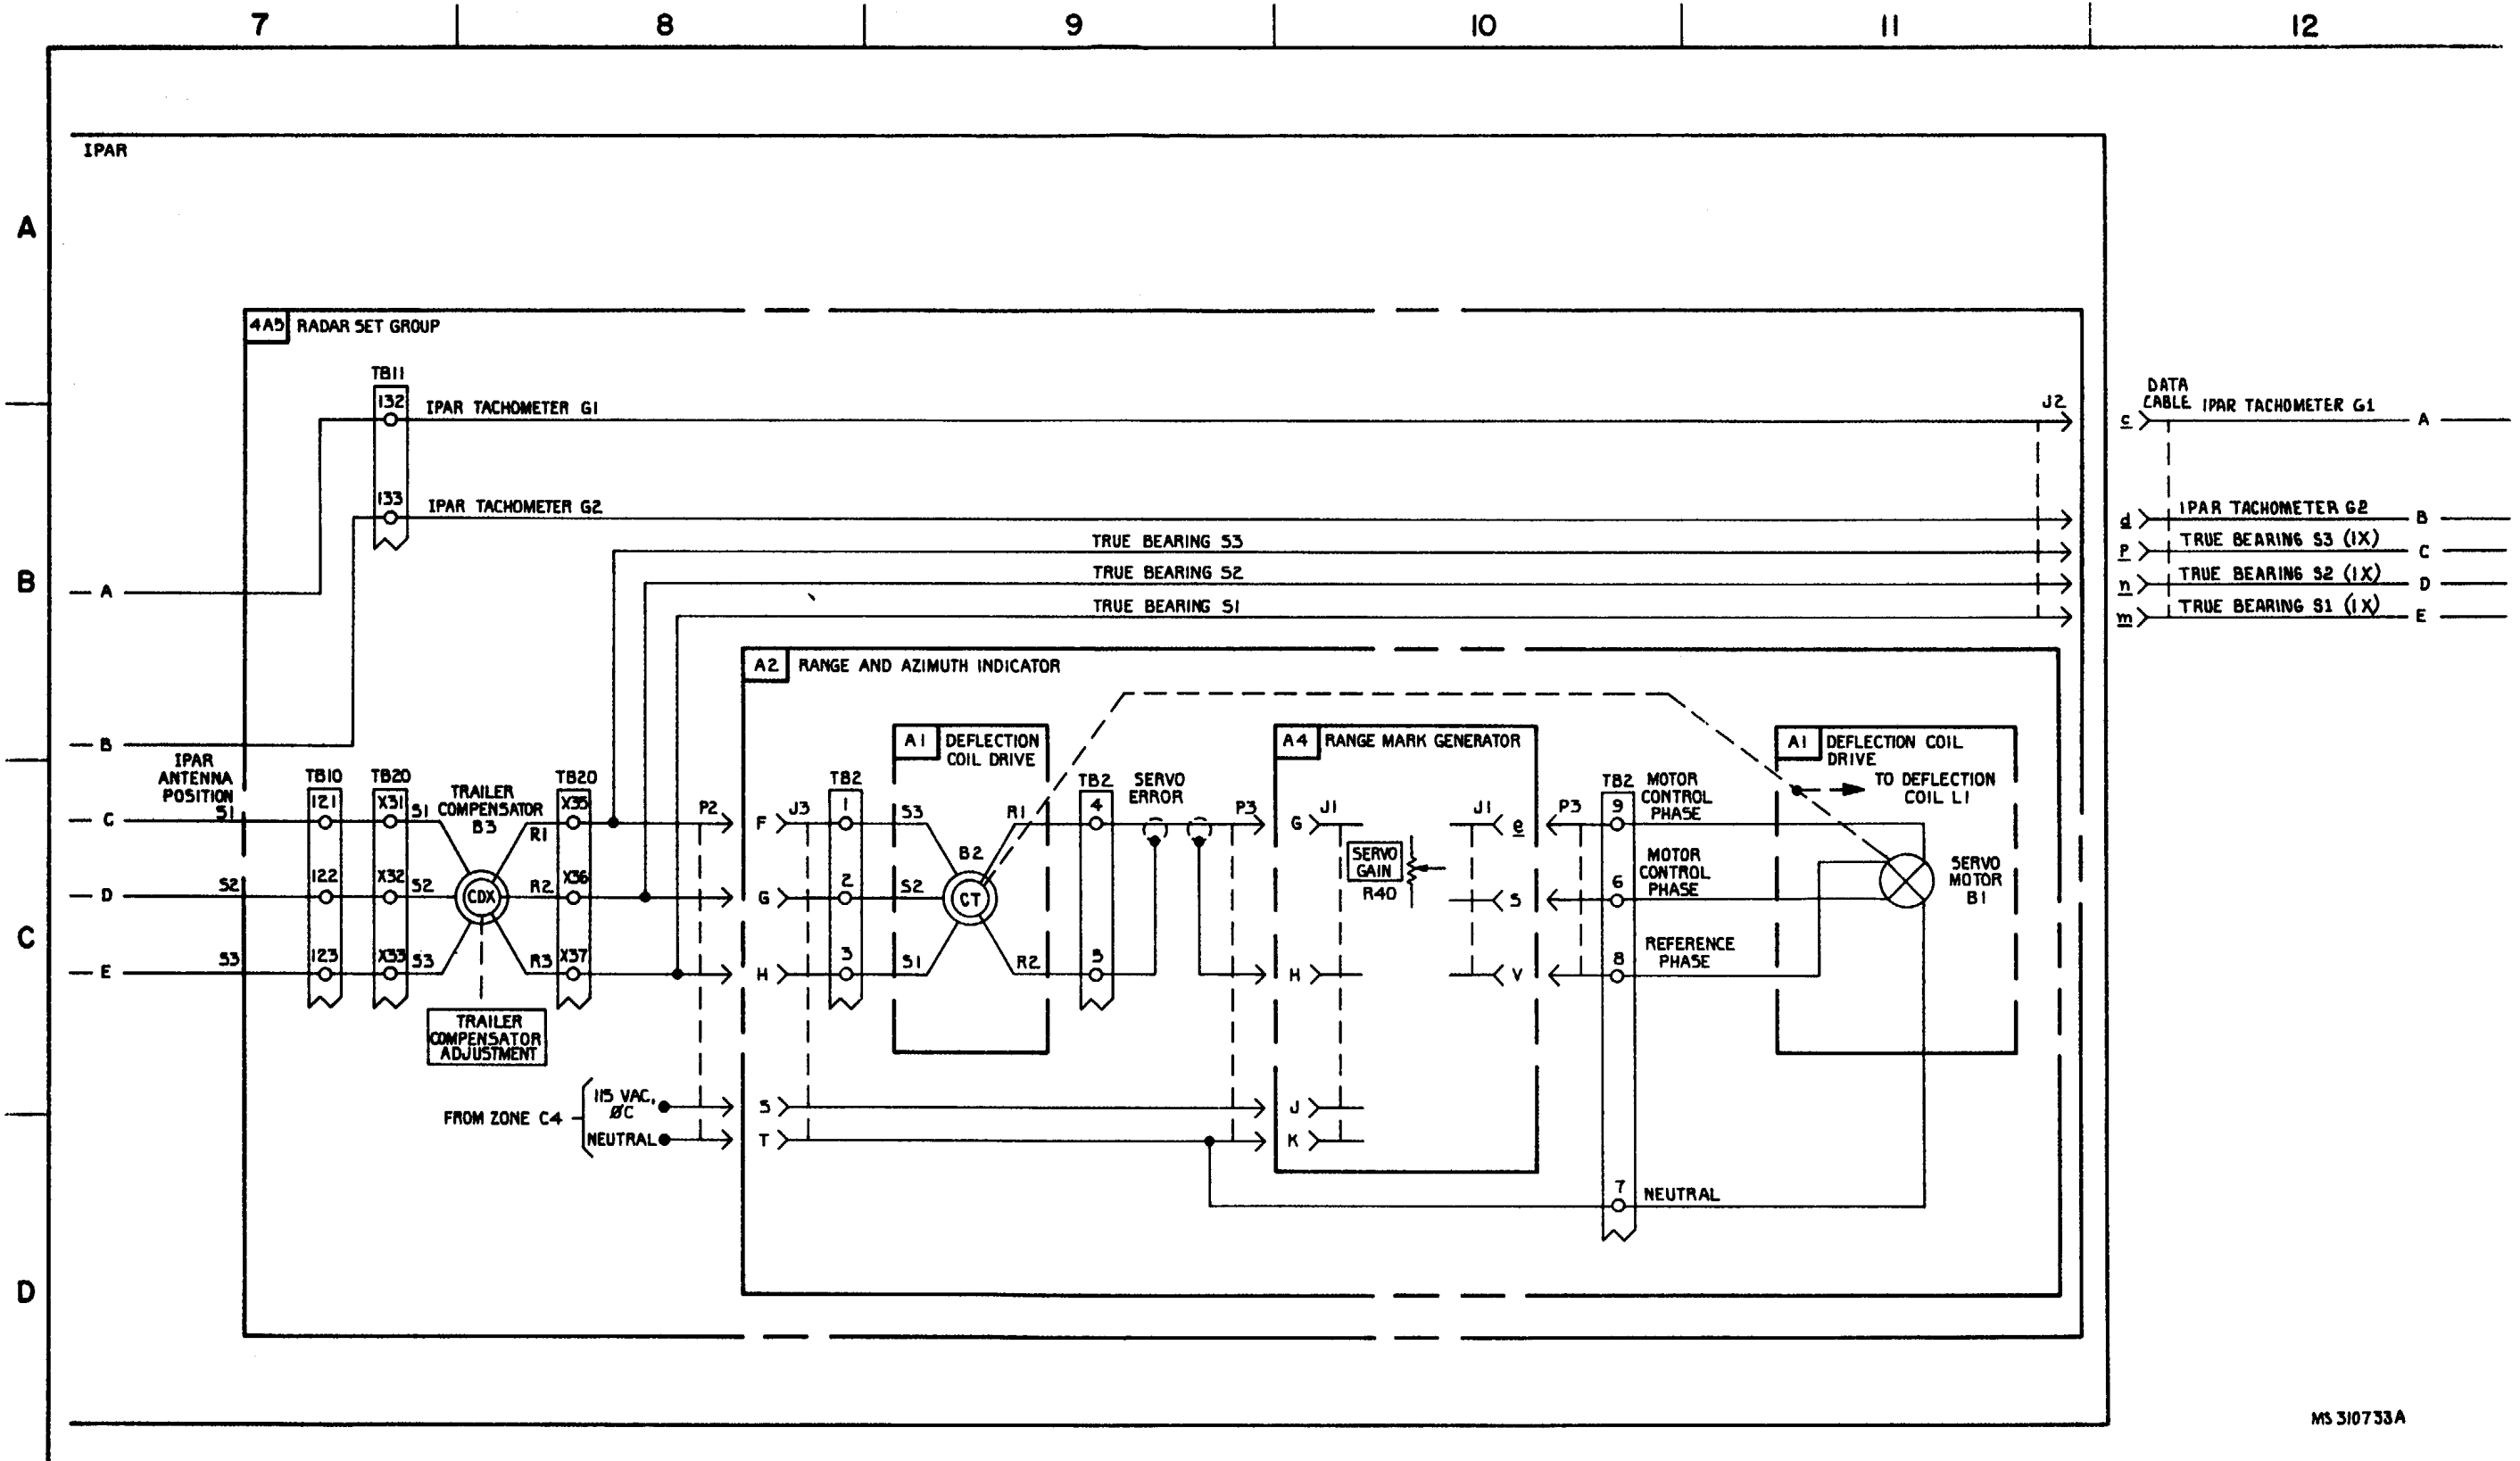 7 8 9 10 11 12
A
B
C
D
IPAR
4A5 RADAR SET GROUP
TB11
132 IPAR TACHOMETER G1
133 IPAR TACHOMETER G2
J2
DATA
CABLE
c IPAR TACHOMETER G1 A
d IPAR TACHOMETER G2 B
p TRUE BEARING S3 (1X) C
n TRUE BEARING S2 (1X) D
m TRUE BEARING S1 (1X) E
TRUE BEARING S3
TRUE BEARING S2
TRUE BEARING S1
A
B
IPAR
ANTENNA
POSITION
C S1
D S2
E S3
TB10
121
122
123
TB20
X31 S1
X32 S2
X33 S3
TRAILER
COMPENSATOR
B3
CDX
R1
R2
R3
TB20
X35
X36
X37
TRAILER
COMPENSATOR
ADJUSTMENT
FROM ZONE C4
115 VAC,
ØC
NEUTRAL
P2
A2 RANGE AND AZIMUTH INDICATOR
J3
F
G
H
S
T
TB2
1
2
3
A1 DEFLECTION
COIL DRIVE
S3
S2
S1
B2
CT
R1
R2
TB2
4
5
SERVO
ERROR
P3
A4 RANGE MARK GENERATOR
J1
G
H
J
K
SERVO
GAIN
R40
J1
e
S
V
P3
TB2
9
6
8
7
MOTOR
CONTROL
PHASE
MOTOR
CONTROL
PHASE
REFERENCE
PHASE
NEUTRAL
A1 DEFLECTION COIL
DRIVE
TO DEFLECTION
COIL L1
SERVO
MOTOR
B1
MS 310733A